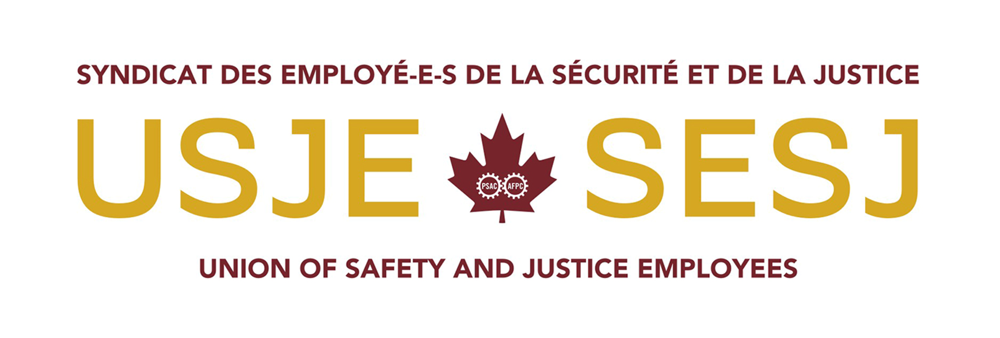 SYNDICAT DES EMPLOYÉ-E-S DE LA SÉCURITÉ ET DE LA JUSTICE
USJE SESJ
PSAC AFPC
UNION OF SAFETY AND JUSTICE EMPLOYEES